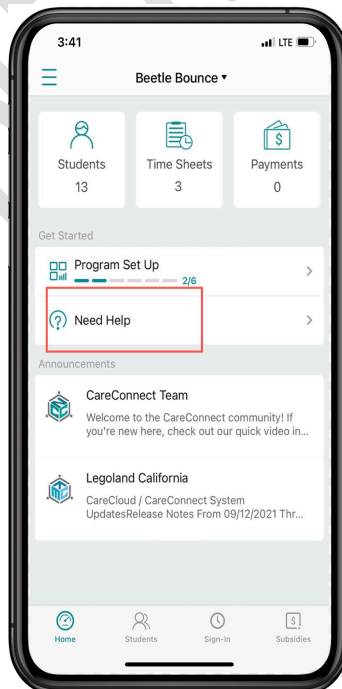 3:41
LTE
Beetle Bounce ▾
Students
13
Time Sheets
3
Payments
0
Get Started
Program Set Up
2/6
Need Help
Announcements
CareConnect Team
Welcome to the CareConnect community! If
you're new here, check out our quick video in...
Legoland California
CareCloud / CareConnect System
UpdatesRelease Notes From 09/12/2021 Thr...
Home
Students
Sign-In
Subsidies